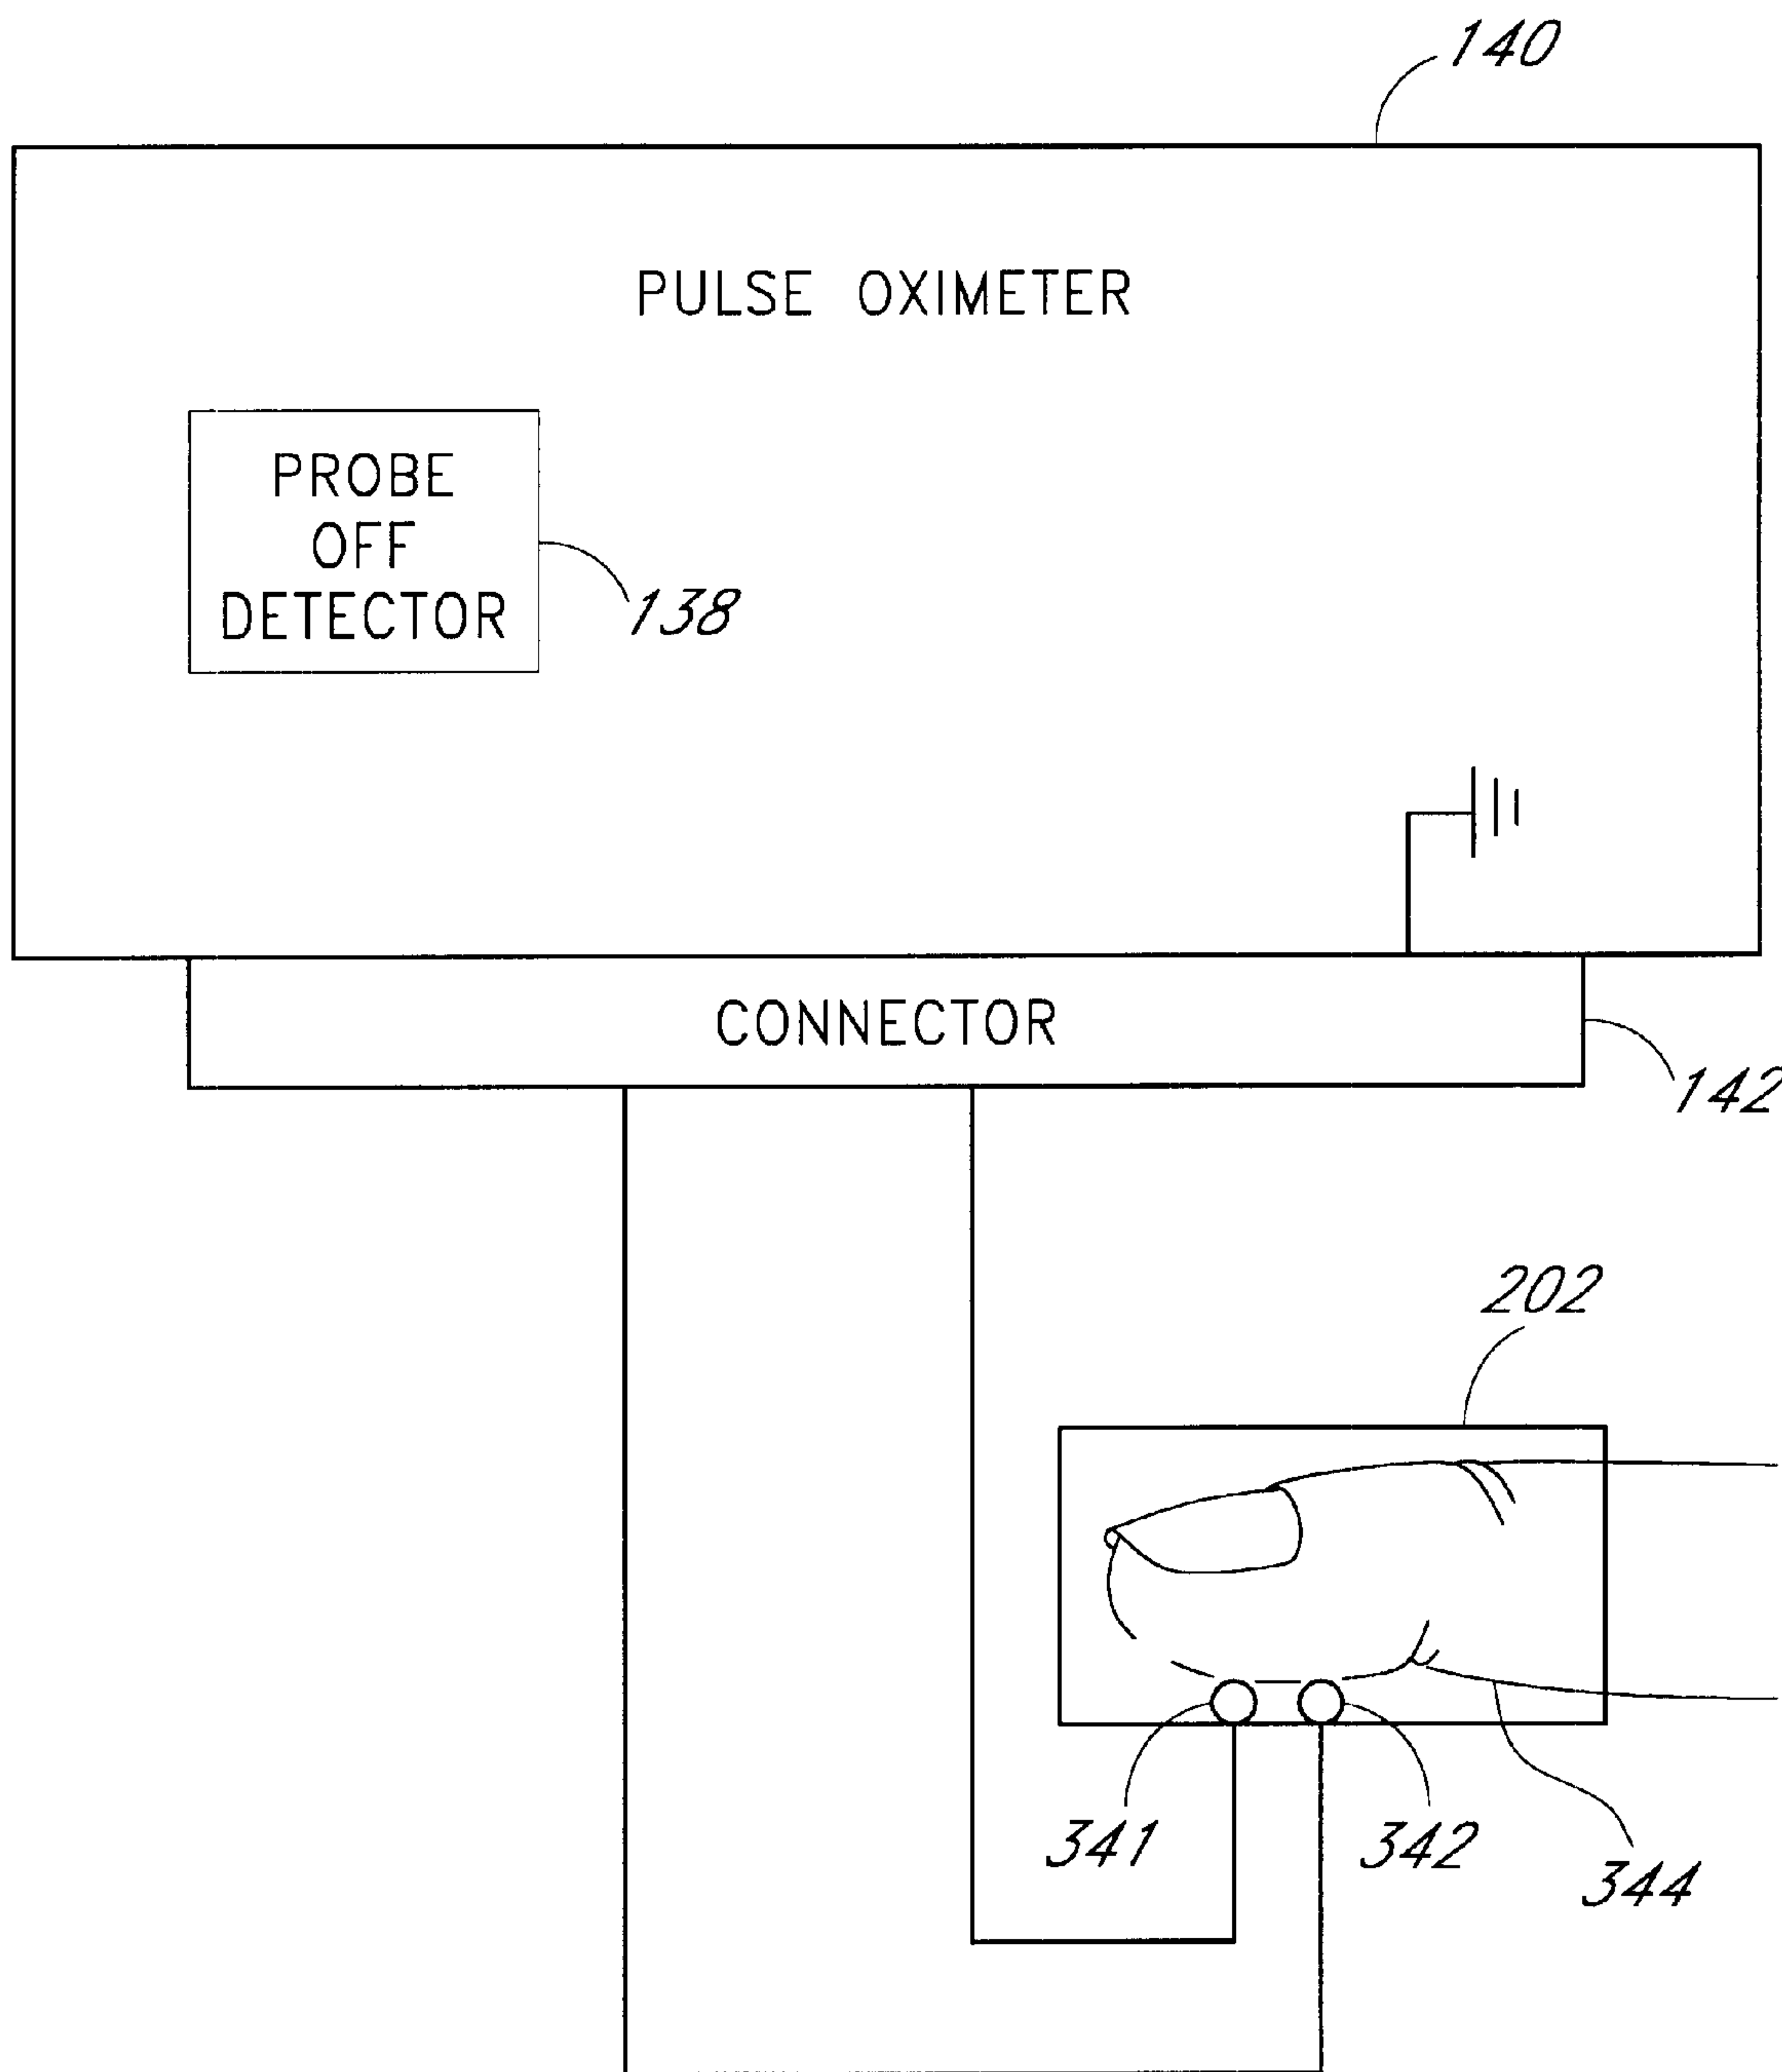 140
PULSE OXIMETER
PROBE
OFF
DETECTOR
138
CONNECTOR
142
202
341
342
344